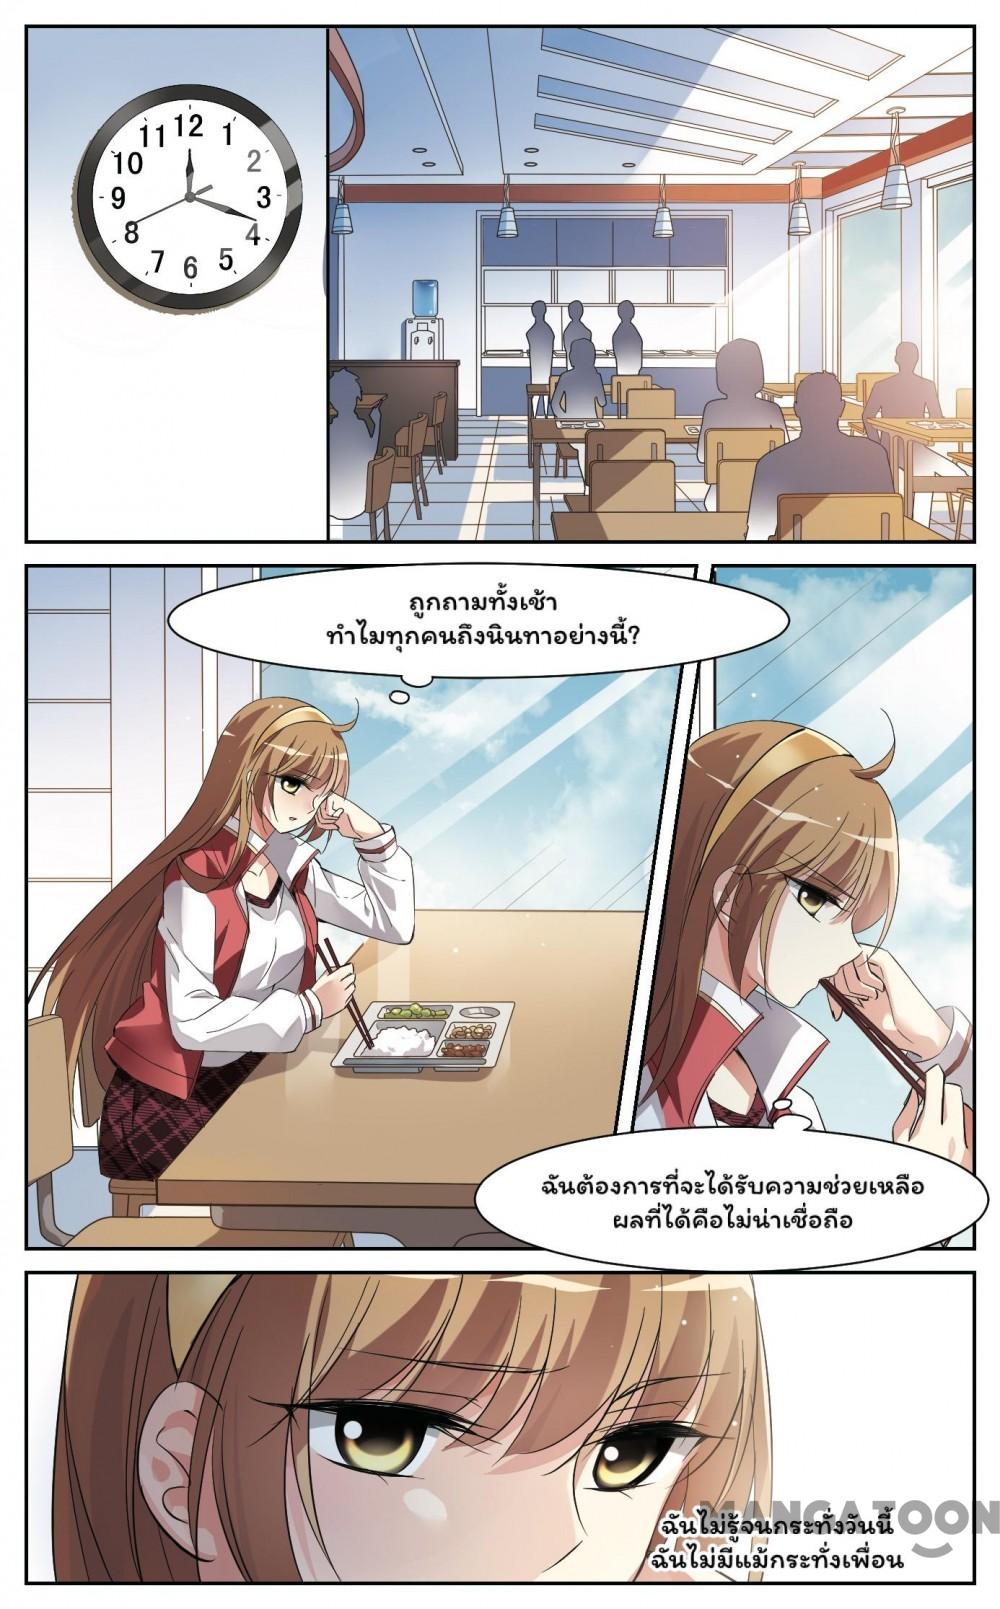 12
11
1
10
2
9
3
8
4
7
5
6
ถูกถามทั้งเช้า
ทำไมทุกคนถึงนินทาอย่างนี้?
ฉันต้องการที่จะได้รับความช่วยเหลือ
ผลที่ได้คือไม่น่าเชื่อถือ
MANGATOON
ฉันไม่รู้จนกระทั่งวันนี้
ฉันไม่มีแม้กระทั่งเพื่อน